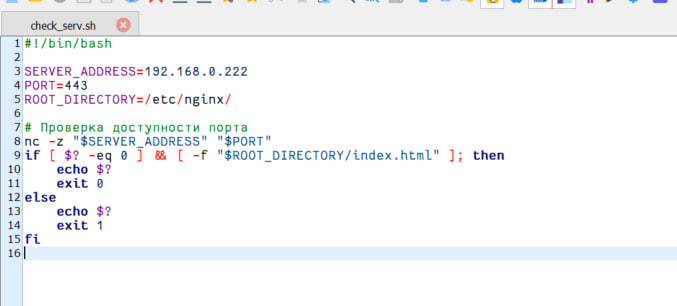 check_serv.sh
1 #!/bin/bash
2
3 SERVER_ADDRESS=192.168.0.222
4 PORT=443
5 ROOT_DIRECTORY=/etc/nginx/
6
7 # Проверка доступности порта
8 nc -z "$SERVER_ADDRESS" "$PORT"
9 if [ $? -eq 0 ] && [ -f "$ROOT_DIRECTORY/index.html" ]; then
10     echo $?
11     exit 0
12 else
13     echo $?
14     exit 1
15 fi
16